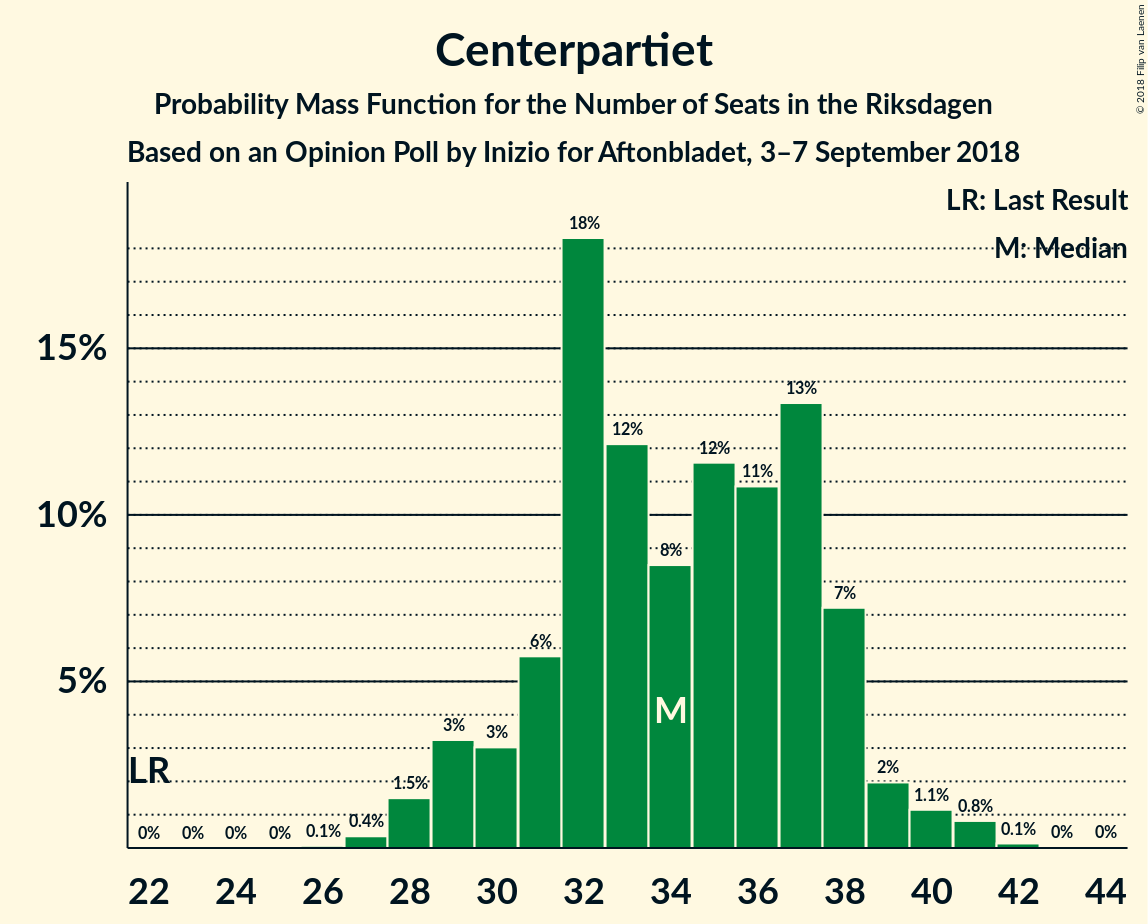 Centerpartiet
Probability Mass Function for the Number of Seats in the Riksdagen
Based on an Opinion Poll by Inizio for Aftonbladet, 3–7 September 2018
© 2018 Filip van Laenen
LR: Last Result
M: Median
15%
10%
5%
0%
0%
0%
0%
0.1%
0.4%
1.5%
3%
3%
6%
18%
12%
8%
12%
11%
13%
7%
2%
1.1%
0.8%
0.1%
0%
0%
LR
M
22 24 26 28 30 32 34 36 38 40 42 44